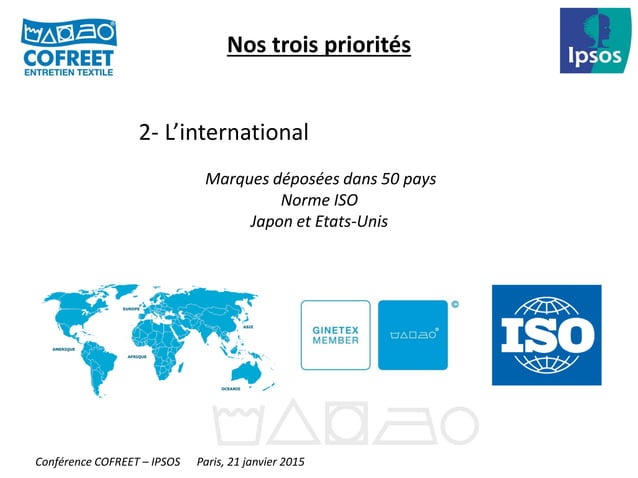 COFREET
ENTRETIEN TEXTILE
Nos trois priorités
Ipsos
2- L’international
Marques déposées dans 50 pays
Norme ISO
Japon et Etats-Unis
EUROPE
ASIE
AMERIQUE
AFRIQUE
OCEANIE
GINETEX
MEMBER
©
ISO
Conférence COFREET – IPSOS Paris, 21 janvier 2015